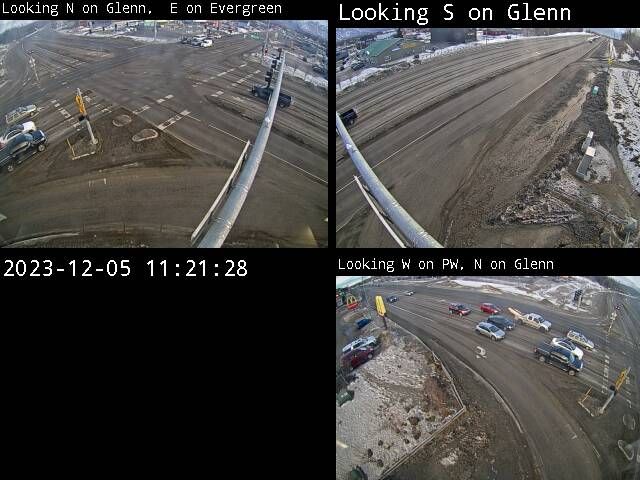 Looking N on Glenn,  E on Evergreen
Looking S on Glenn
2023-12-05 11:21:28
Looking W on PW, N on Glenn